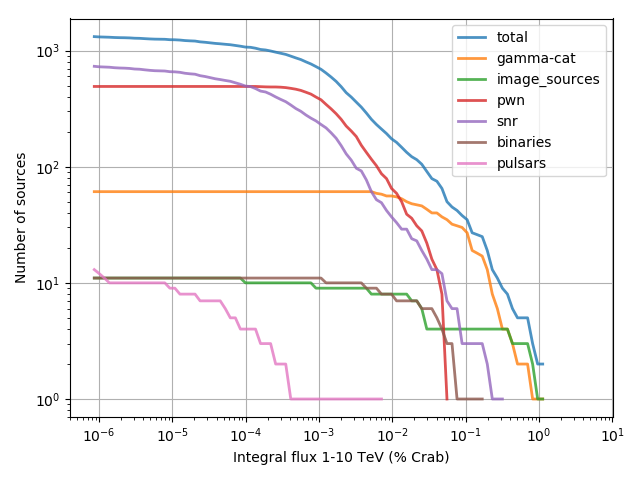 total
gamma-cat
image_sources
pwn
snr
binaries
pulsars
Number of sources
10³
10²
10¹
10⁰
10⁻⁶ 10⁻⁵ 10⁻⁴ 10⁻³ 10⁻² 10⁻¹ 10⁰ 10¹
Integral flux 1-10 TeV (% Crab)